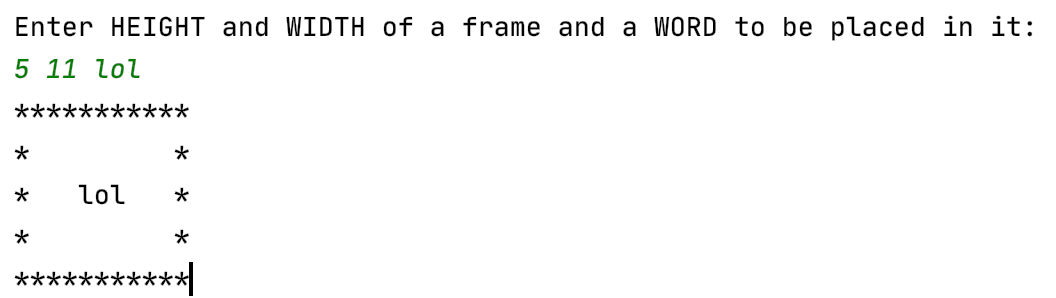 Enter HEIGHT and WIDTH of a frame and a WORD to be placed in it:
5 11 lol
***********
*         *
*   lol   *
*         *
***********